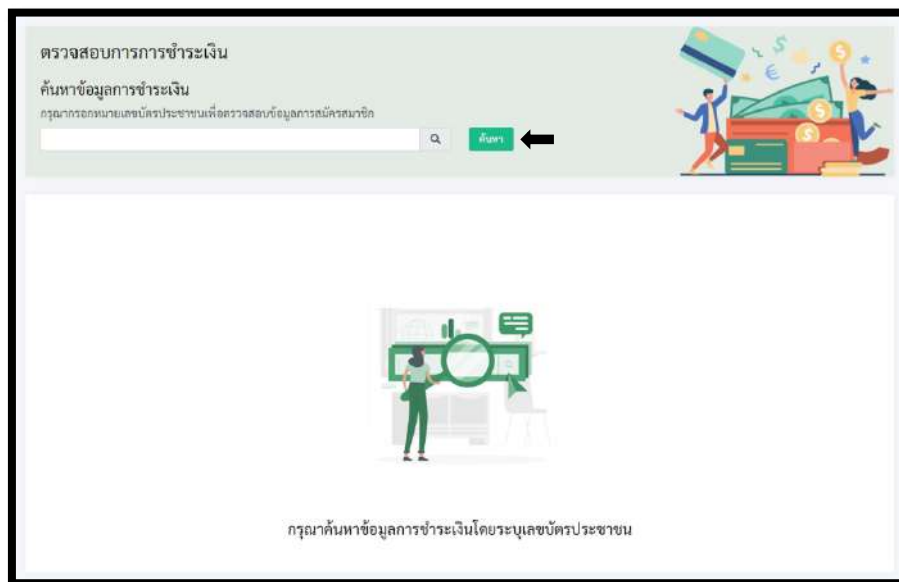 ตรวจสอบการการชำระเงิน
ค้นหาข้อมูลการชำระเงิน
กรุณากรอกหมายเลขบัตรประชาชนเพื่อตรวจสอบข้อมูลการสมัครสมาชิก
ค้นหา
กรุณาค้นหาข้อมูลการชำระเงินโดยระบุเลขบัตรประชาชน